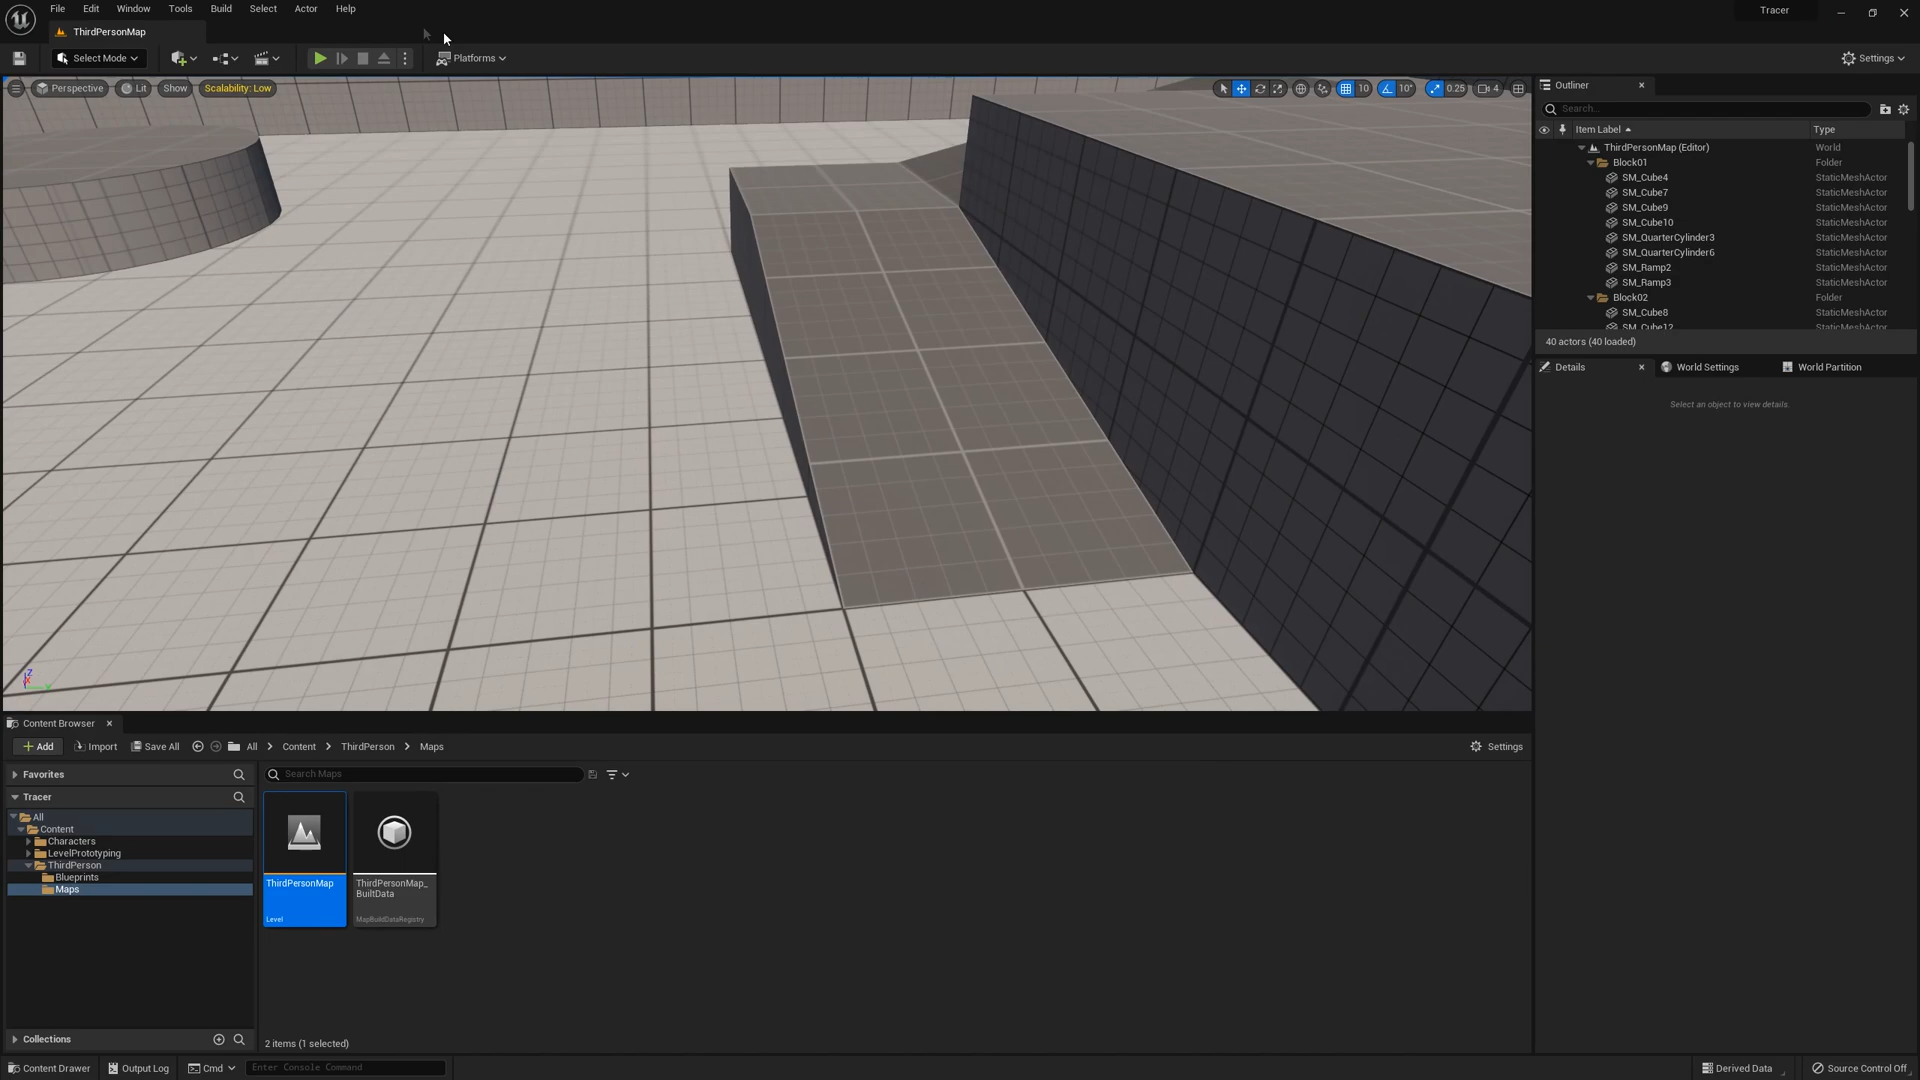 File Edit Window Tools Build Select Actor Help
Tracer
ThirdPersonMap
Select Mode
Platforms
Settings
Perspective Lit Show Scalability: Low
10 10° 0.25 4
Outliner
Search...
Item Label Type
ThirdPersonMap (Editor) World
Block01 Folder
SM_Cube4 StaticMeshActor
SM_Cube7 StaticMeshActor
SM_Cube9 StaticMeshActor
SM_Cube10 StaticMeshActor
SM_QuarterCylinder3 StaticMeshActor
SM_QuarterCylinder6 StaticMeshActor
SM_Ramp2 StaticMeshActor
SM_Ramp3 StaticMeshActor
Block02 Folder
SM_Cube8 StaticMeshActor
SM_Cube12 StaticMeshActor
40 actors (40 loaded)
Details World Settings World Partition
Select an object to view details.
Z
X
Y
Content Browser
Add Import Save All All Content ThirdPerson Maps Settings
Favorites
Search Maps
Tracer
All
Content
Characters
LevelPrototyping
ThirdPerson
Blueprints
Maps
ThirdPersonMap
Level
ThirdPersonMap_
BuiltData
MapBuildDataRegistry
Collections
2 items (1 selected)
Content Drawer Output Log Cmd Enter Console Command Derived Data Source Control Off